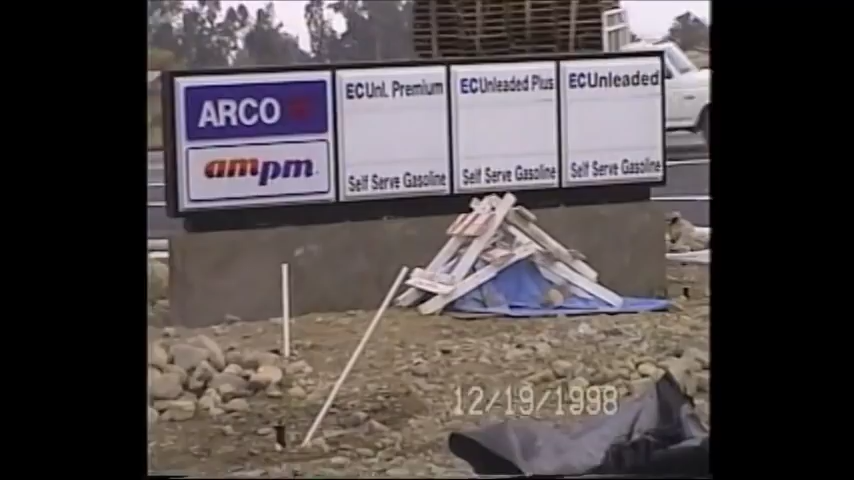 ARCO
ampm.
ECUnl. Premium
Self Serve Gasoline
ECUnleaded Plus
Self Serve Gasoline
ECUnleaded
Self Serve Gasoline
12/19/1998